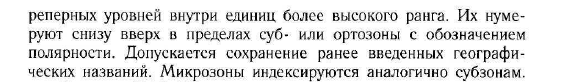 реперных уровней внутри единиц более высокого ранга. Их нуме-
руют снизу вверх в пределах суб- или ортозоны с обозначением
полярности. Допускается сохранение ранее введенных географи-
ческих названий. Микрозоны индексируются аналогично субзонам.